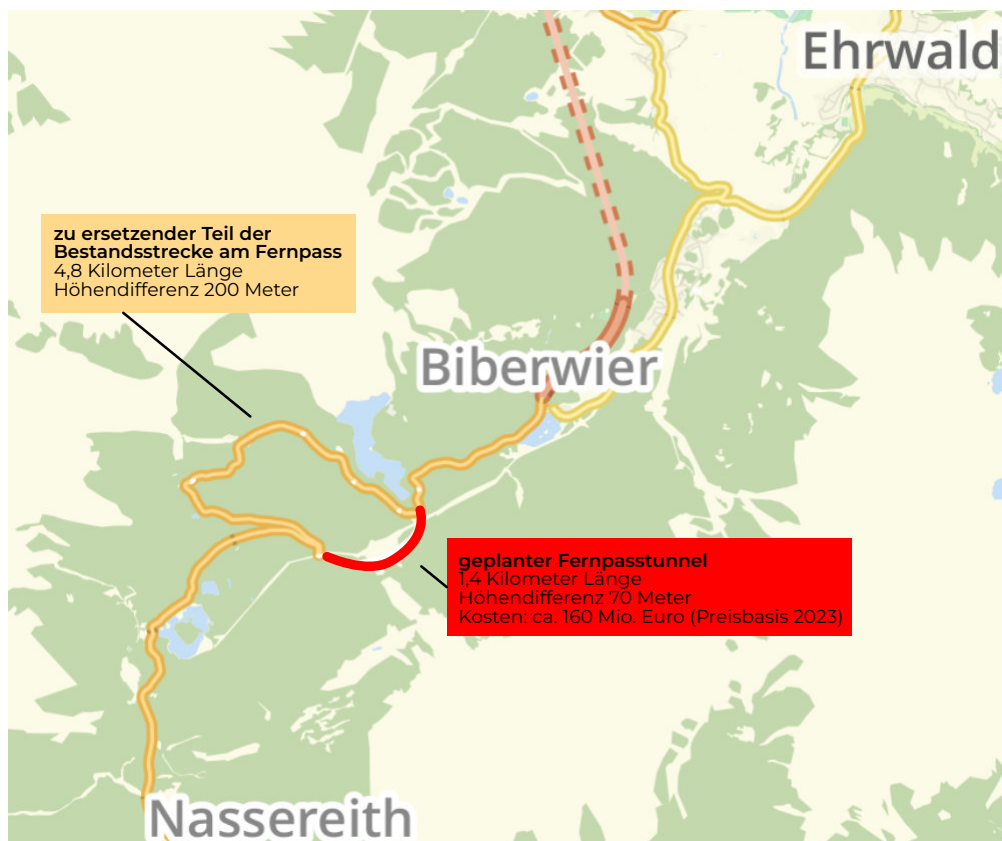 Ehrwald
zu ersetzender Teil der
Bestandsstrecke am Fernpass
4,8 Kilometer Länge
Höhendifferenz 200 Meter
Biberwier
geplanter Fernpasstunnel
1,4 Kilometer Länge
Höhendifferenz 70 Meter
Kosten: ca. 160 Mio. Euro (Preisbasis 2023)
Nassereith